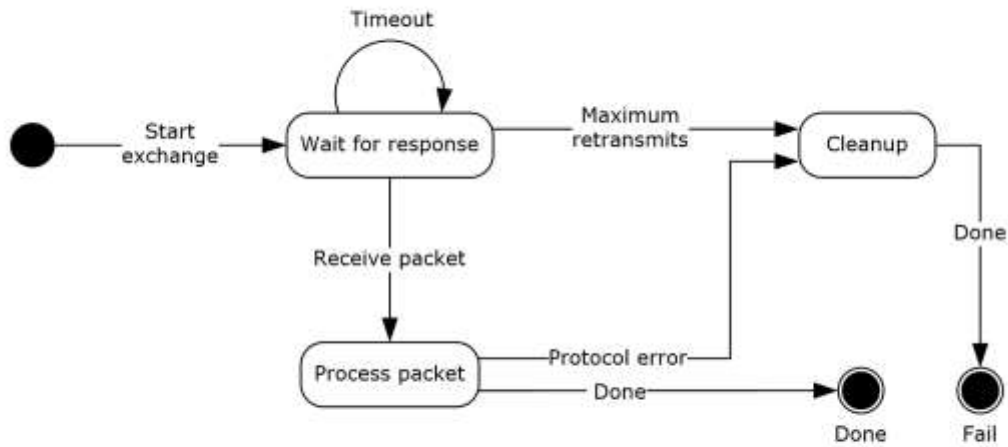 Timeout
Start
exchange
Wait for response
Maximum
retransmits
Cleanup
Receive packet
Done
Process packet
Protocol error
Done
Done
Fail